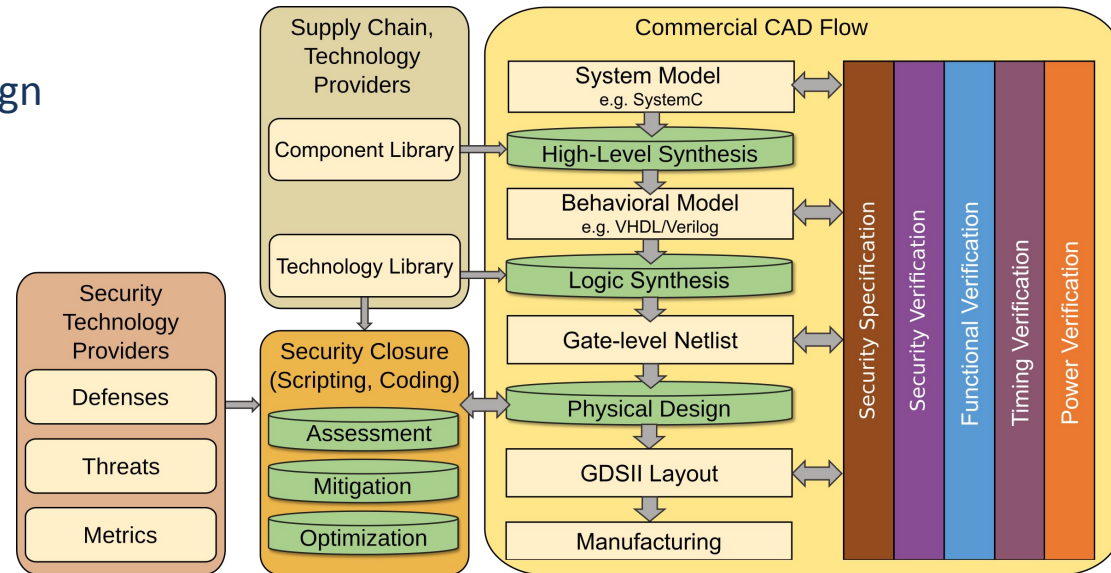 gn
Supply Chain,
Technology
Providers
Component Library
Technology Library
Security
Technology
Providers
Defenses
Threats
Metrics
Security Closure
(Scripting, Coding)
Assessment
Mitigation
Optimization
Commercial CAD Flow
System Model
e.g. SystemC
High-Level Synthesis
Behavioral Model
e.g. VHDL/Verilog
Logic Synthesis
Gate-level Netlist
Physical Design
GDSII Layout
Manufacturing
Security Specification
Security Verification
Functional Verification
Timing Verification
Power Verification